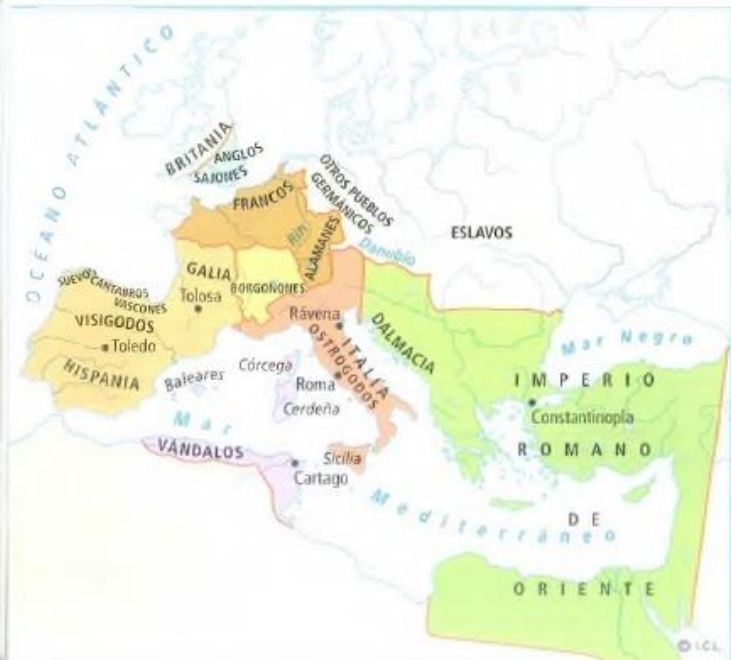 OCÉANO ATLÁNTICO
BRITANIA
ANGLOS
SAJONES
OTROS PUEBLOS
GERMÁNICOS
FRANCOS
Rin
ALAMANES
Danubio
ESLAVOS
GALIA
BORGOÑONES
SUEVOS
CÁNTABROS
VASCONES
Tolosa
VISIGODOS
Toledo
HISPANIA
Rávena
ITALIA
OSTROGODOS
DALMACIA
Mar Negro
Baleares
Córcega
Roma
Cerdeña
IMPERIO
Constantinopla
ROMANO
Mar
VÁNDALOS
Sicilia
Cartago
Mediterráneo
DE
ORIENTE
© ICL